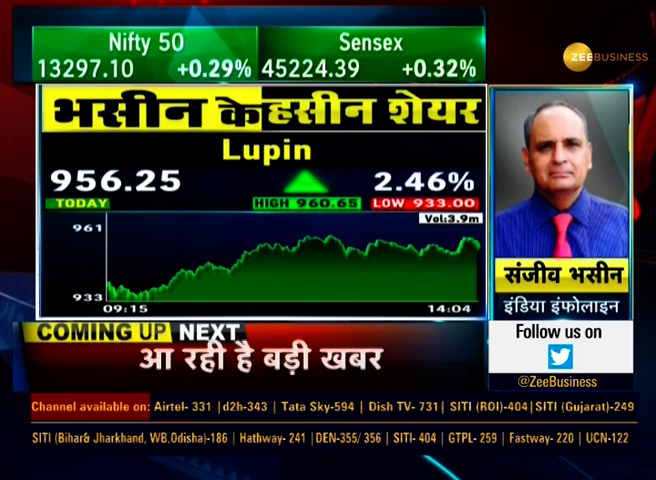 Nifty 50
13297.10 +0.29%
Sensex
45224.39 +0.32%
ZEEBUSINESS
भसीन के हसीन शेयर
Lupin
956.25 2.46%
TODAY HIGH 960.65 LOW 933.00
Vol:3.9m
961
933
09:15 14:04
संजीव भसीन
इंडिया इंफोलाइन
COMING UP NEXT
आ रही है बड़ी खबर
Follow us on
@ZeeBusiness
Channel available on: Airtel- 331 | d2h-343 | Tata Sky-594 | Dish TV- 731 | SITI (ROI)-404 | SITI (Gujarat)-249
SITI (Bihar& Jharkhand, WB,Odisha)-186 | Hathway- 241 | DEN-355/ 356 | SITI- 404 | GTPL- 259 | Fastway- 220 | UCN-122